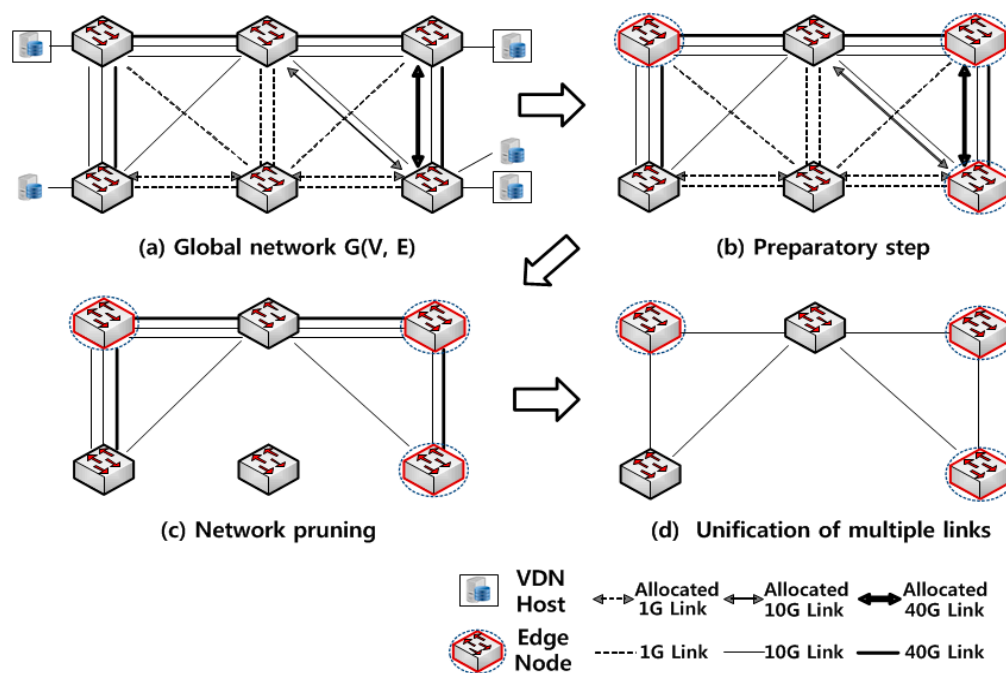 (a) Global network G(V, E)
(b) Preparatory step
(c) Network pruning
(d) Unification of multiple links
VDN
Host
Allocated
1G Link
Allocated
10G Link
Allocated
40G Link
Edge
Node
1G Link
10G Link
40G Link